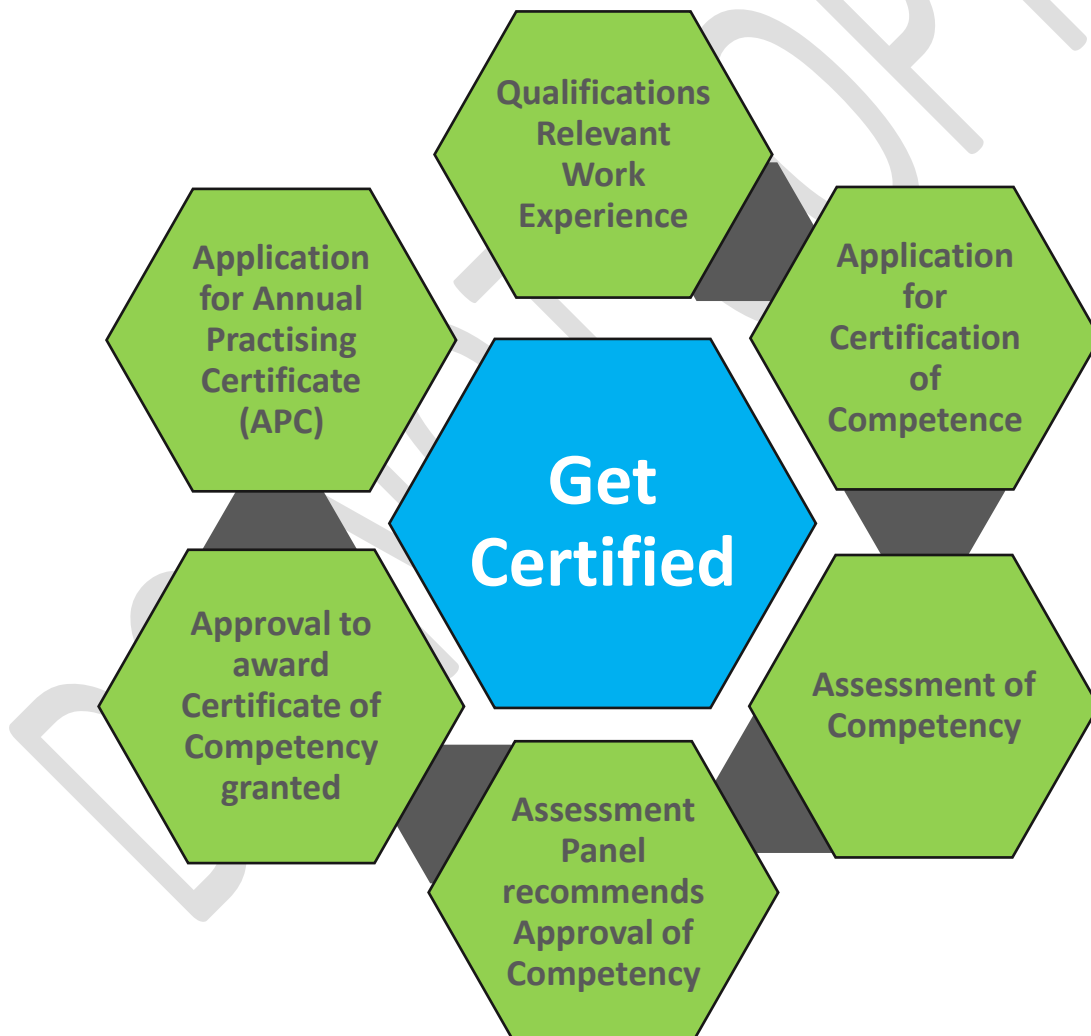 Qualifications
Relevant
Work
Experience
Application
for
Certification
of
Competence
Assessment of
Competency
Assessment
Panel
recommends
Approval of
Competency
Approval to
award
Certificate of
Competency
granted
Application
for Annual
Practising
Certificate
(APC)
Get
Certified